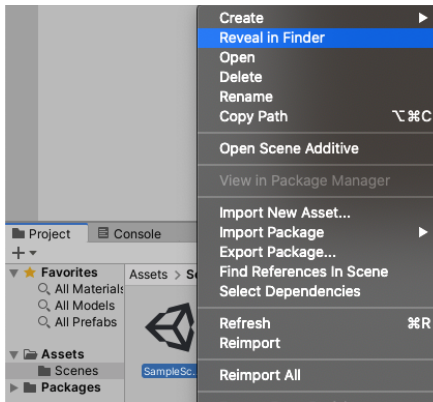 Create
Reveal in Finder
Open
Delete
Rename
Copy Path ⌥⌘C
Open Scene Additive
View in Package Manager
Import New Asset...
Import Package
Export Package...
Find References In Scene
Select Dependencies
Refresh ⌘R
Reimport
Reimport All
Project Console
Favorites
All Materials
All Models
All Prefabs
Assets
Scenes
Packages
Assets >
SampleSc...